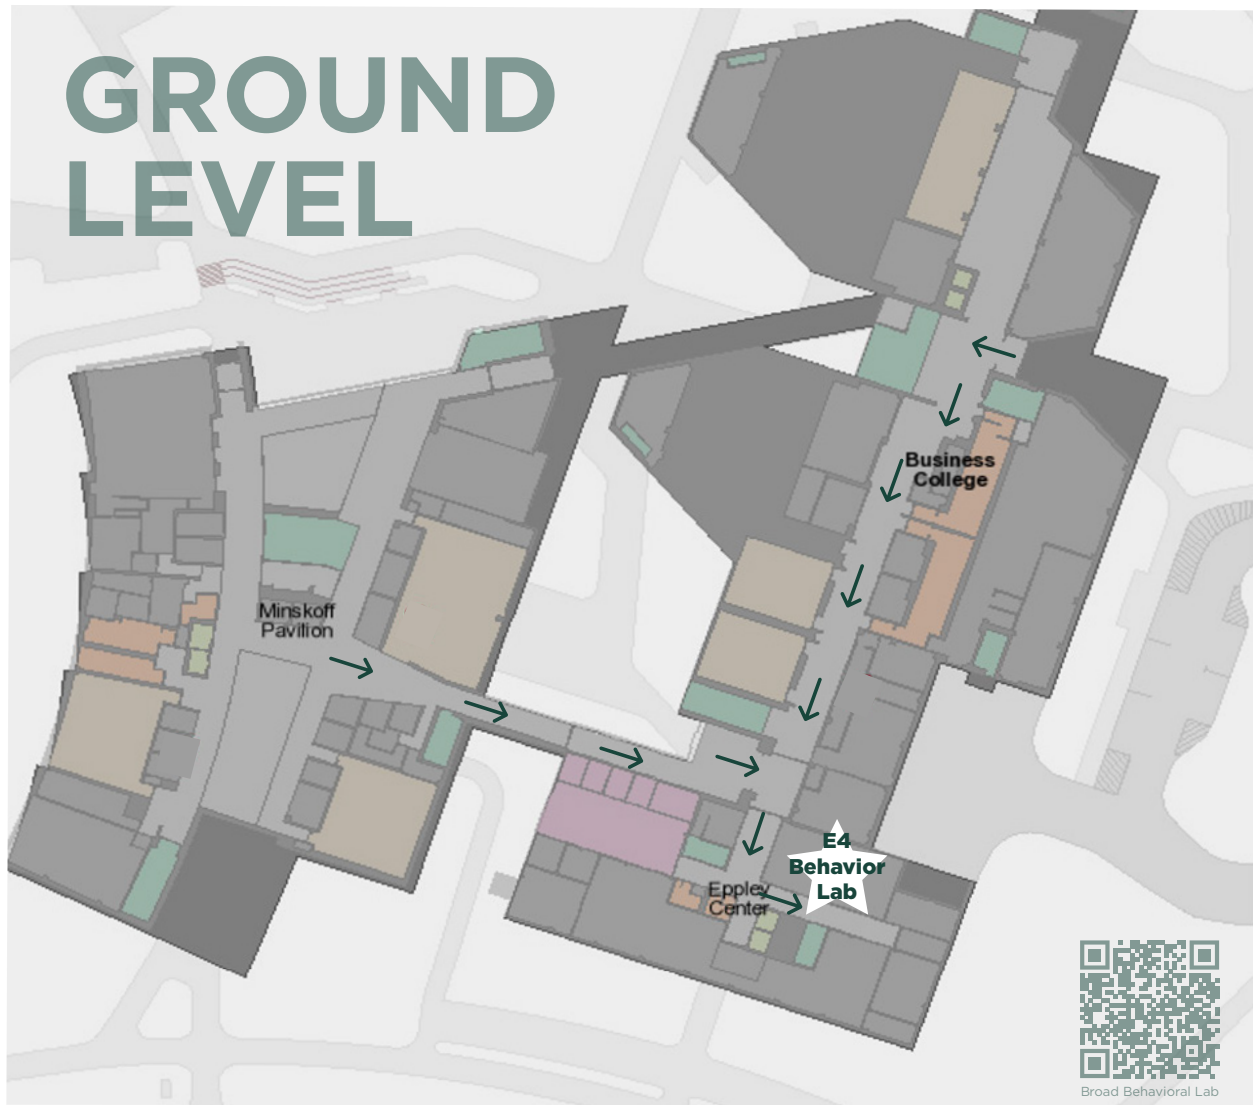 GROUND
LEVEL
Business
College
Minskoff
Pavilion
E4
Behavior
Lab
Eppley
Center
Broad Behavioral Lab